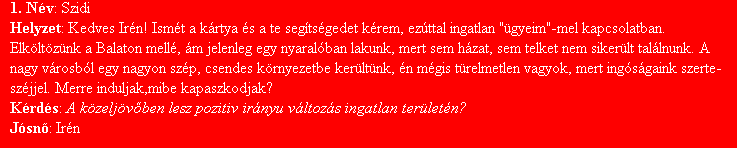 1. Név: Szidi
Helyzet: Kedves Irén! Ismét a kártya és a te segítségedet kérem, ezúttal ingatlan "ügyeim"-mel kapcsolatban.
Elköltözünk a Balaton mellé, ám jelenleg egy nyaralóban lakunk, mert sem házat, sem telket nem sikerült találnunk. A
nagy városból egy nagyon szép, csendes környezetbe kerültünk, én mégis türelmetlen vagyok, mert ingóságaink szerte-
széjjel. Merre induljak,mibe kapaszkodjak?
Kérdés: A közeljövőben lesz pozitiv irányu változás ingatlan területén?
Jósnő: Irén